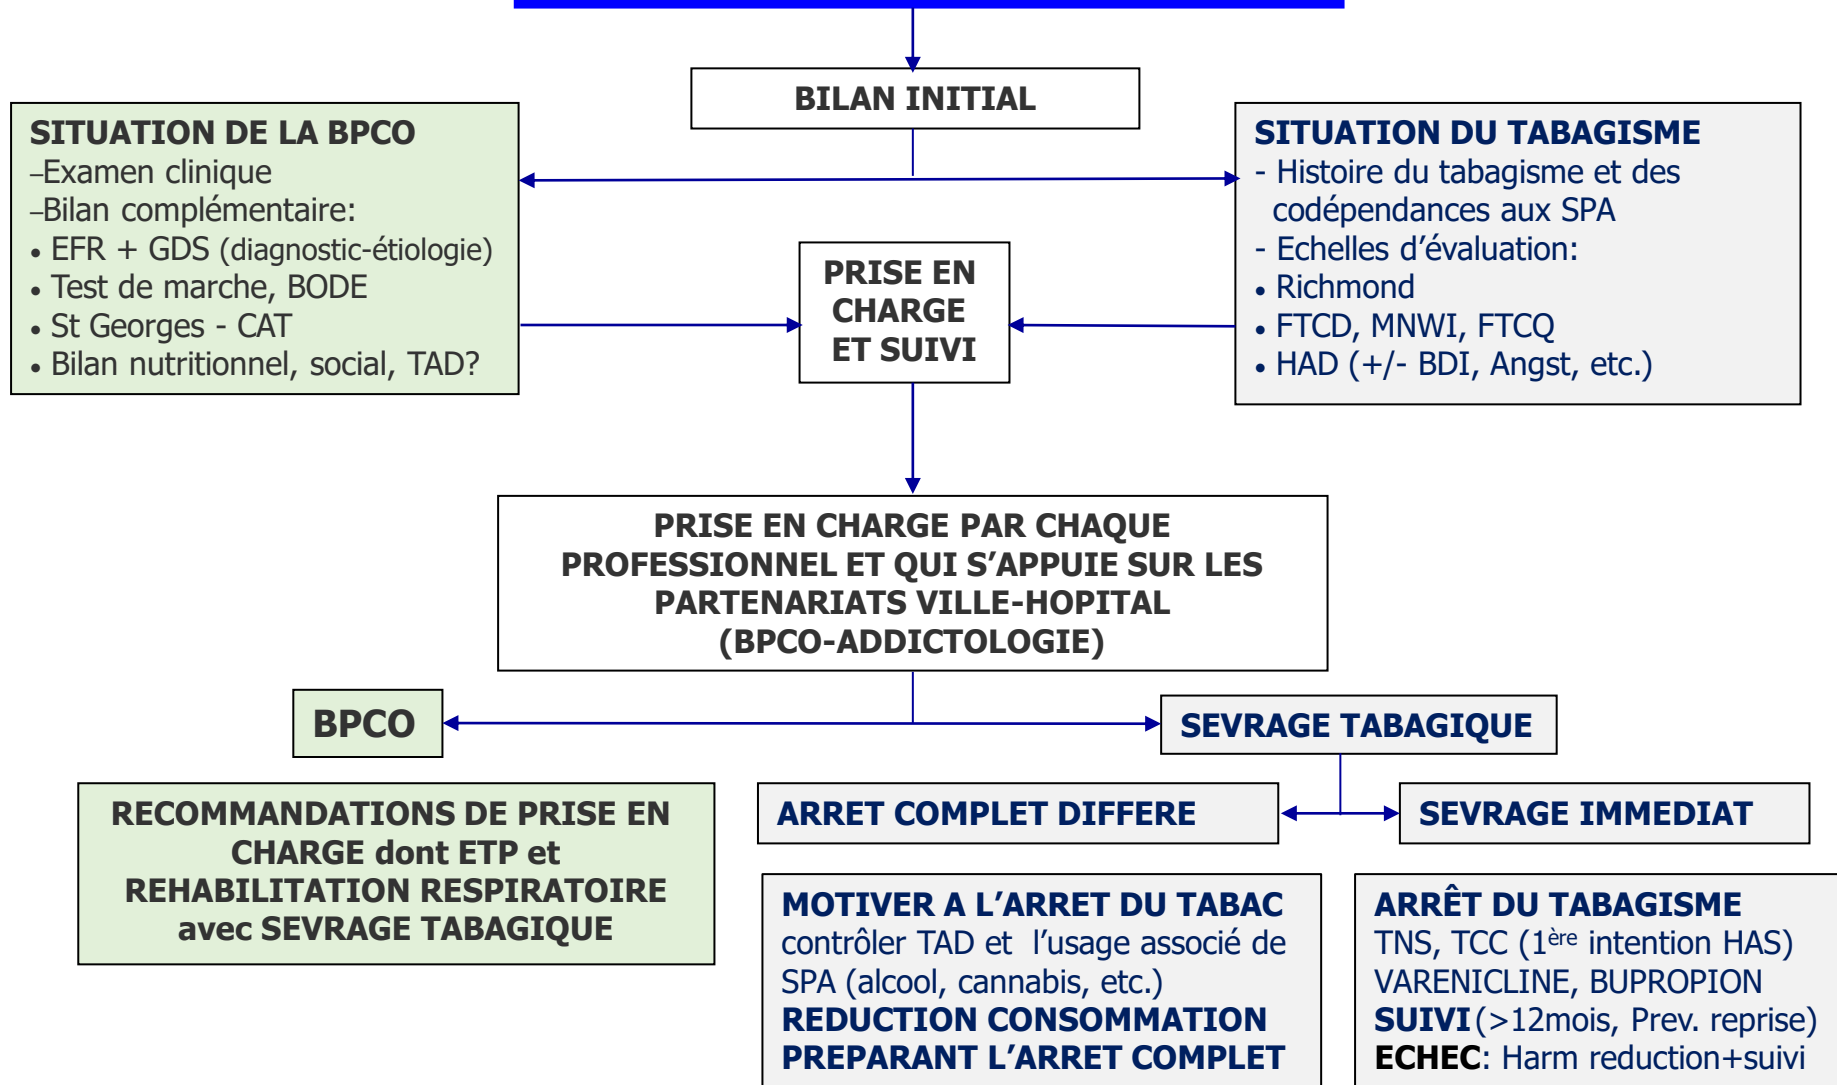 BILAN INITIAL
SITUATION DE LA BPCO
–Examen clinique
–Bilan complémentaire:
• EFR + GDS (diagnostic-étiologie)
• Test de marche, BODE
• St Georges - CAT
• Bilan nutritionnel, social, TAD?
SITUATION DU TABAGISME
- Histoire du tabagisme et des
codépendances aux SPA
- Echelles d’évaluation:
• Richmond
• FTCD, MNWI, FTCQ
• HAD (+/- BDI, Angst, etc.)
PRISE EN
CHARGE
ET SUIVI
PRISE EN CHARGE PAR CHAQUE
PROFESSIONNEL ET QUI S’APPUIE SUR LES
PARTENARIATS VILLE-HOPITAL
(BPCO-ADDICTOLOGIE)
BPCO
SEVRAGE TABAGIQUE
RECOMMANDATIONS DE PRISE EN
CHARGE dont ETP et
REHABILITATION RESPIRATOIRE
avec SEVRAGE TABAGIQUE
ARRET COMPLET DIFFERE
SEVRAGE IMMEDIAT
MOTIVER A L’ARRET DU TABAC
contrôler TAD et l’usage associé de
SPA (alcool, cannabis, etc.)
REDUCTION CONSOMMATION
PREPARANT L’ARRET COMPLET
ARRÊT DU TABAGISME
TNS, TCC (1ère intention HAS)
VARENICLINE, BUPROPION
SUIVI (>12mois, Prev. reprise)
ECHEC: Harm reduction+suivi